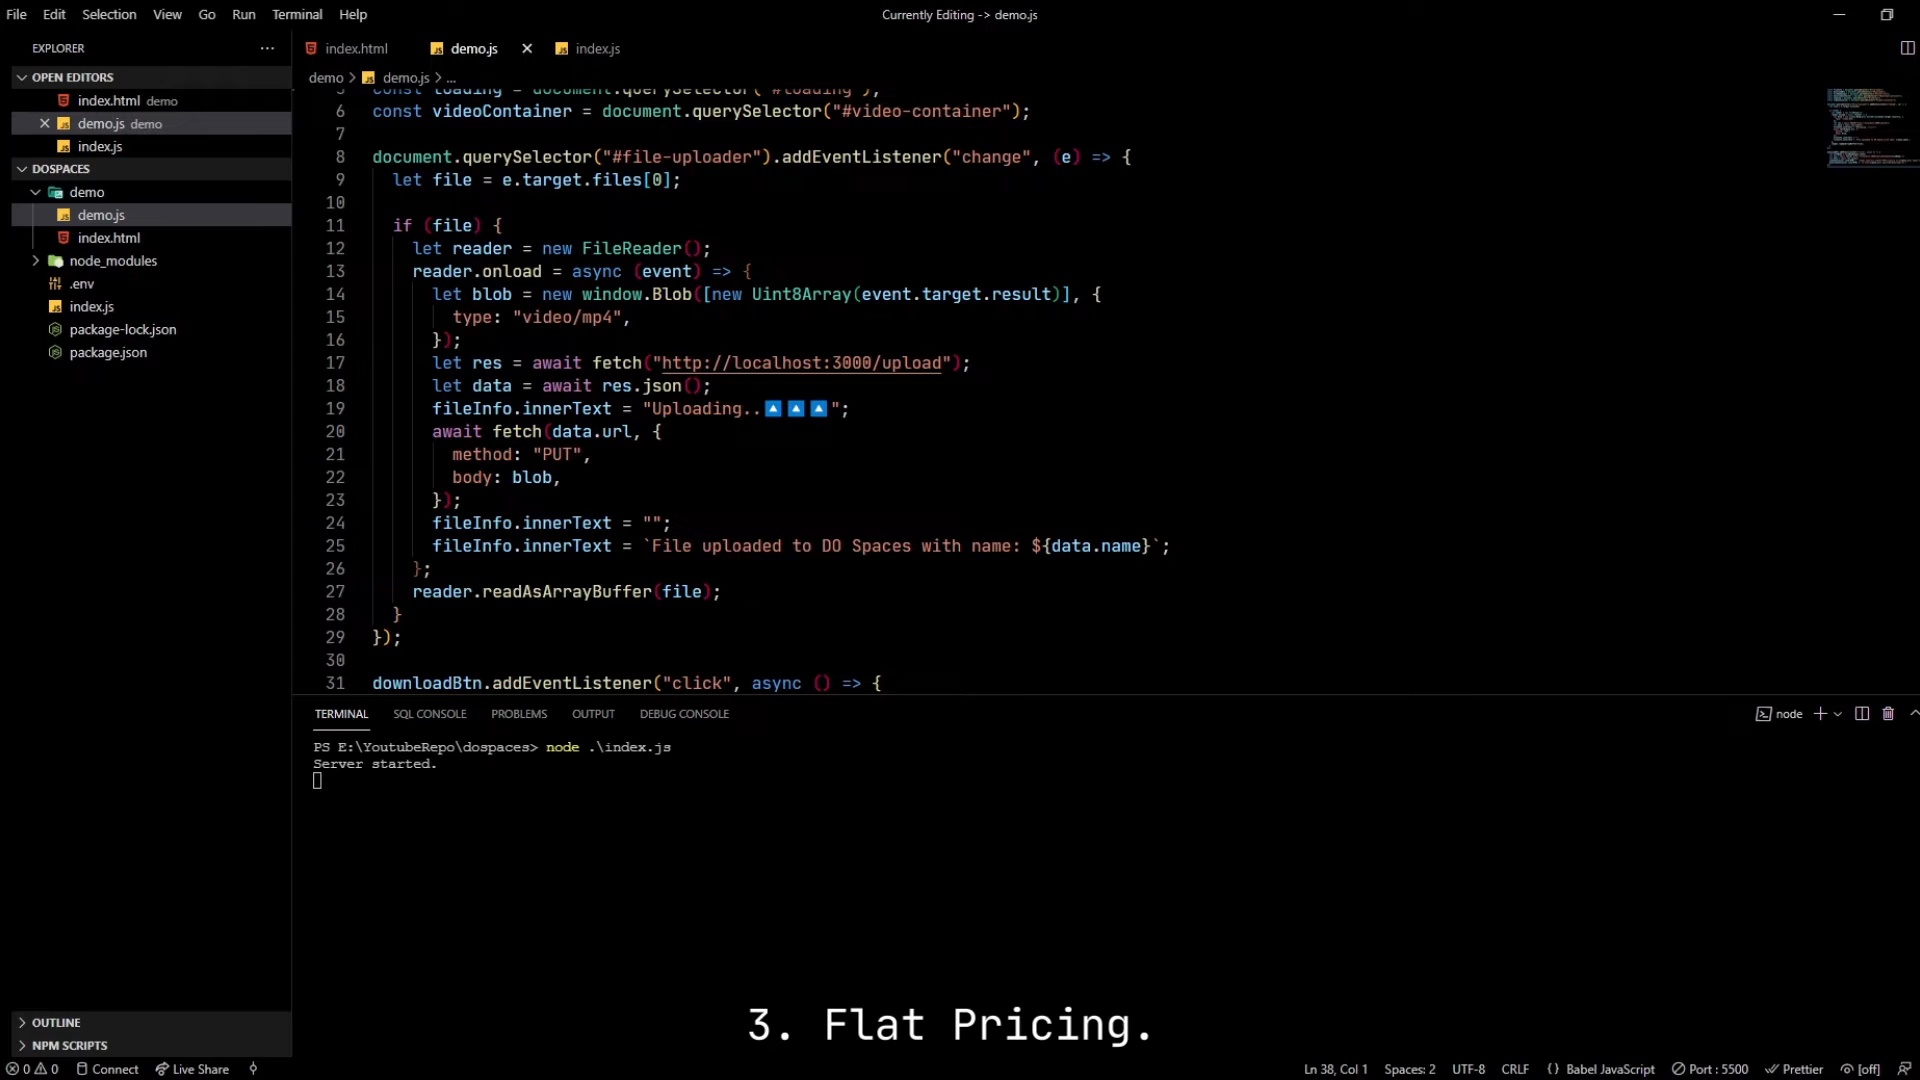 File Edit Selection View Go Run Terminal Help
Currently Editing -> demo.js
EXPLORER
OPEN EDITORS
index.html demo
demo.js demo
index.js
DOSPACES
demo
demo.js
index.html
node_modules
.env
index.js
package-lock.json
package.json
OUTLINE
NPM SCRIPTS
index.html demo.js index.js
demo > demo.js > ...
5 const loading = document.querySelector("#loading");
6 const videoContainer = document.querySelector("#video-container");
7
8 document.querySelector("#file-uploader").addEventListener("change", (e) => {
9 let file = e.target.files[0];
10
11 if (file) {
12 let reader = new FileReader();
13 reader.onload = async (event) => {
14 let blob = new window.Blob([new Uint8Array(event.target.result)], {
15 type: "video/mp4",
16 });
17 let res = await fetch("http://localhost:3000/upload");
18 let data = await res.json();
19 fileInfo.innerText = "Uploading..🔼🔼🔼";
20 await fetch(data.url, {
21 method: "PUT",
22 body: blob,
23 });
24 fileInfo.innerText = "";
25 fileInfo.innerText = `File uploaded to DO Spaces with name: ${data.name}`;
26 };
27 reader.readAsArrayBuffer(file);
28 }
29 });
30
31 downloadBtn.addEventListener("click", async () => {
TERMINAL SQL CONSOLE PROBLEMS OUTPUT DEBUG CONSOLE
node
PS E:\YoutubeRepo\dospaces> node .\index.js
Server started.
3. Flat Pricing.
0 0 Connect Live Share
Ln 38, Col 1 Spaces: 2 UTF-8 CRLF {} Babel JavaScript Port : 5500 Prettier [off]